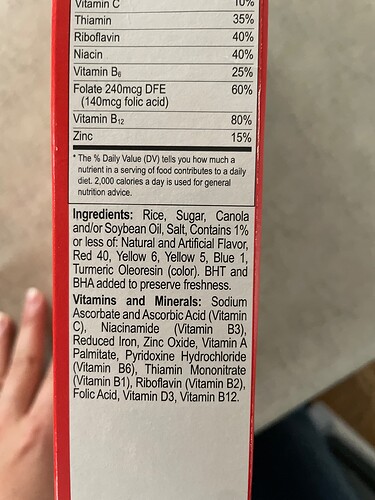 Vitamin C 10%
Thiamin 35%
Riboflavin 40%
Niacin 40%
Vitamin B6 25%
Folate 240mcg DFE 60%
(140mcg folic acid)
Vitamin B12 80%
Zinc 15%
* The % Daily Value (DV) tells you how much a
nutrient in a serving of food contributes to a daily
diet. 2,000 calories a day is used for general
nutrition advice.
Ingredients: Rice, Sugar, Canola
and/or Soybean Oil, Salt, Contains 1%
or less of: Natural and Artificial Flavor,
Red 40, Yellow 6, Yellow 5, Blue 1,
Turmeric Oleoresin (color). BHT and
BHA added to preserve freshness.
Vitamins and Minerals: Sodium
Ascorbate and Ascorbic Acid (Vitamin
C), Niacinamide (Vitamin B3),
Reduced Iron, Zinc Oxide, Vitamin A
Palmitate, Pyridoxine Hydrochloride
(Vitamin B6), Thiamin Mononitrate
(Vitamin B1), Riboflavin (Vitamin B2),
Folic Acid, Vitamin D3, Vitamin B12.